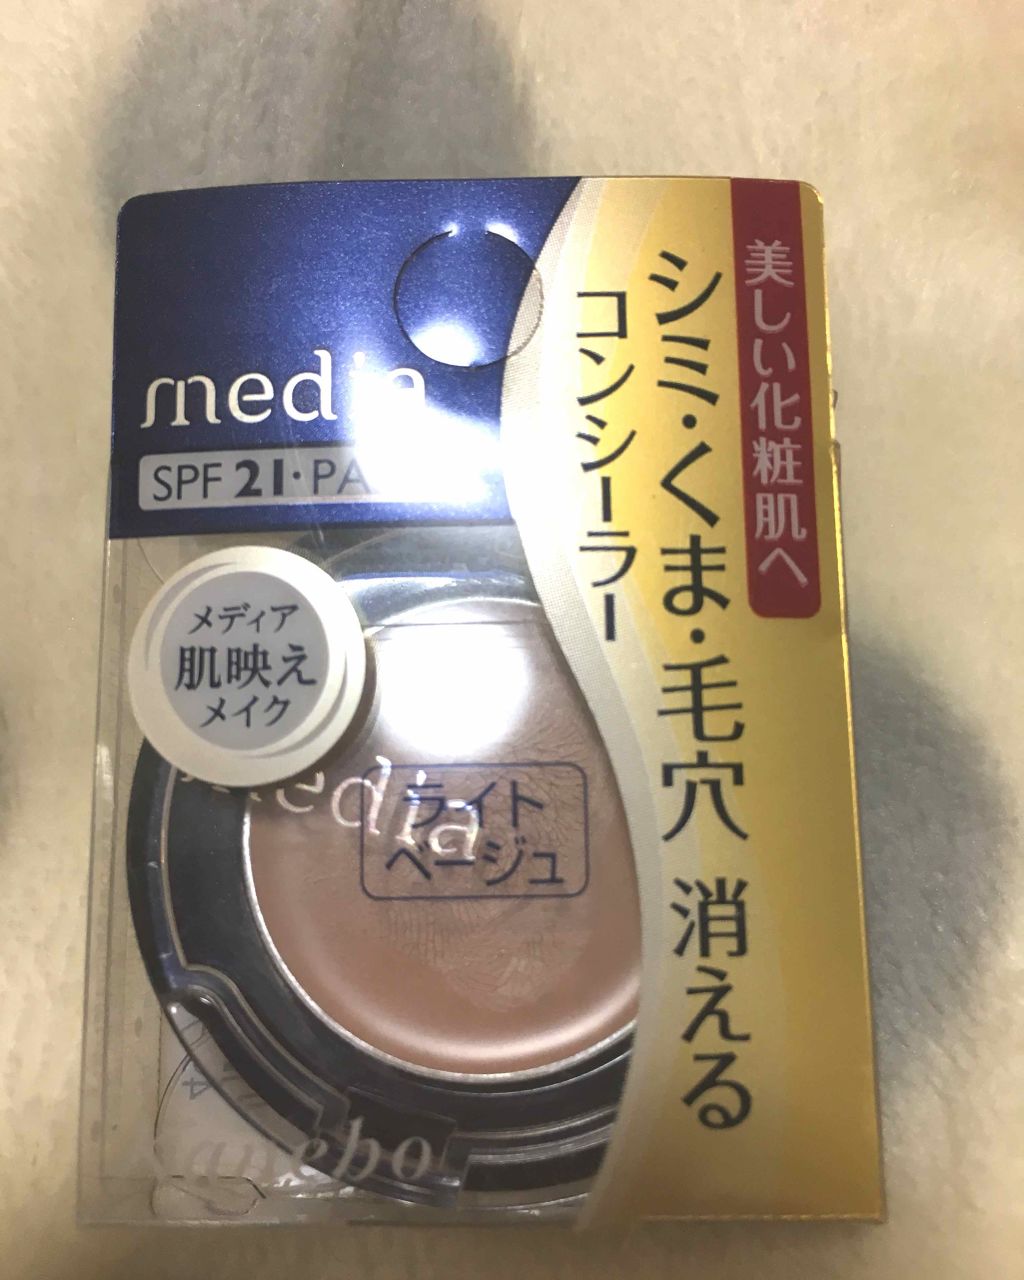 美しい化粧肌へ
シミ・くま・毛穴 消える
コンシーラー
media
SPF 21・PA
メディア
肌映え
メイク
media
ライト
ベージュ
Kanebo